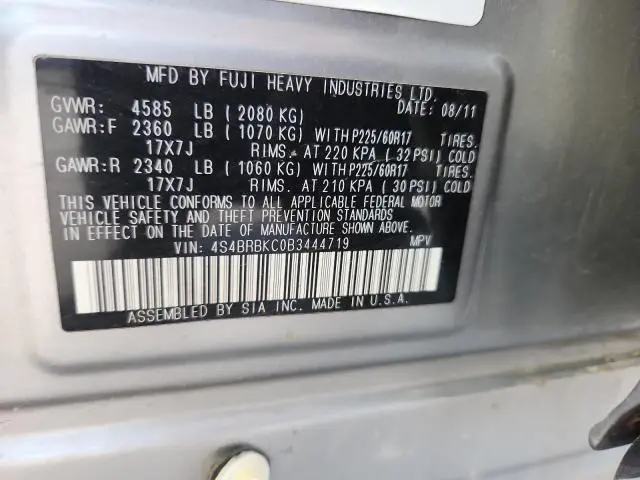 MFD BY FUJI HEAVY INDUSTRIES LTD.
GVWR: 4585 LB (2080 KG) DATE: 08/11
GAWR:F 2360 LB (1070 KG) WITH P225/60R17 TIRES.
17X7J RIMS. AT 220 KPA (32 PSI) COLD
GAWR:R 2340 LB (1060 KG) WITH P225/60R17 TIRES.
17X7J RIMS. AT 210 KPA (30 PSI) COLD
THIS VEHICLE CONFORMS TO ALL APPLICABLE FEDERAL MOTOR
VEHICLE SAFETY AND THEFT PREVENTION STANDARDS
IN EFFECT ON THE DATE OF MANUFACTURE SHOWN ABOVE.
VIN: 4S4BRBKC0B3444719 MPV
ASSEMBLED BY SIA INC. MADE IN U.S.A.